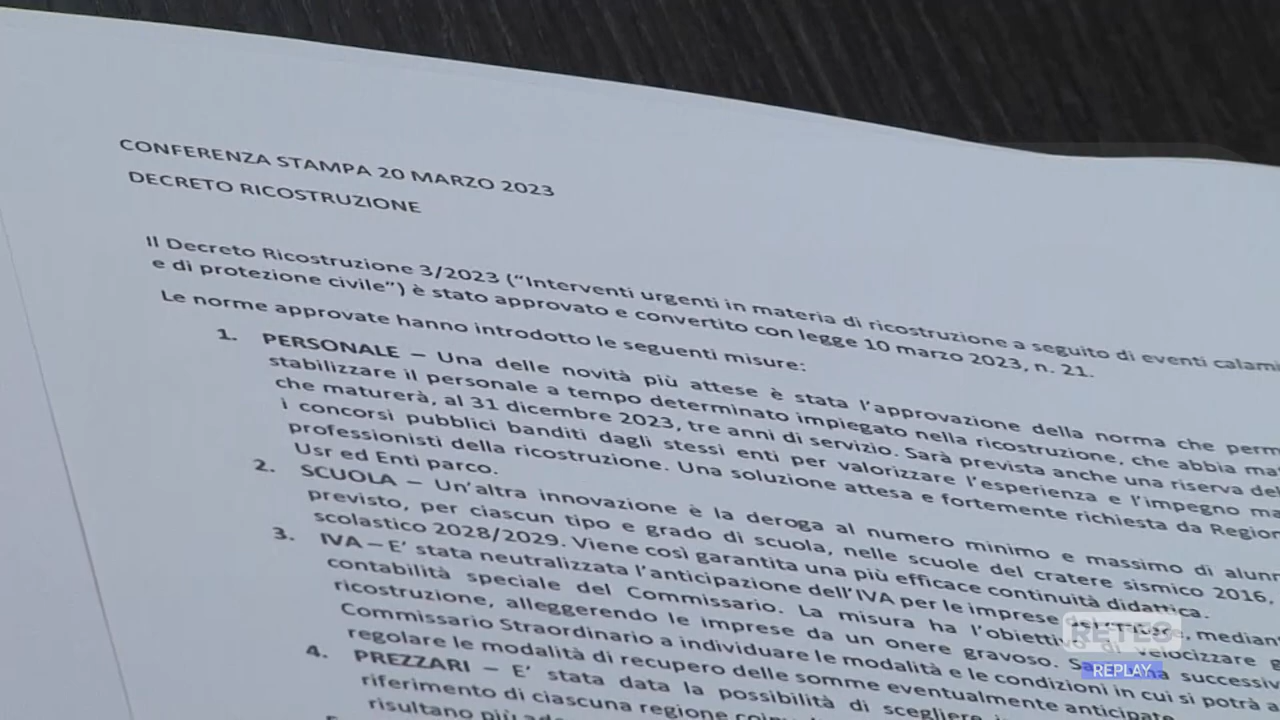 CONFERENZA STAMPA 20 MARZO 2023
DECRETO RICOSTRUZIONE
Il Decreto Ricostruzione 3/2023 (“Interventi urgenti in materia di ricostruzione a seguito di eventi calami
e di protezione civile”) è stato approvato e convertito con legge 10 marzo 2023, n. 21.
Le norme approvate hanno introdotto le seguenti misure:
1. PERSONALE – Una delle novità più attese è stata l’approvazione della norma che perm
stabilizzare il personale a tempo determinato impiegato nella ricostruzione, che abbia ma
che maturerà, al 31 dicembre 2023, tre anni di servizio. Sarà prevista anche una riserva de
i concorsi pubblici banditi dagli stessi enti per valorizzare l’esperienza e l’impegno ma
professionisti della ricostruzione. Una soluzione attesa e fortemente richiesta da Region
Usr ed Enti parco.
2. SCUOLA – Un’altra innovazione è la deroga al numero minimo e massimo di alunn
previsto, per ciascun tipo e grado di scuola, nelle scuole del cratere sismico 2016,
scolastico 2028/2029. Viene così garantita una più efficace continuità didattica.
3. IVA – E’ stata neutralizzata l’anticipazione dell’IVA per le imprese mediant
contabilità speciale del Commissario. La misura ha l’obiettivo di velocizzare
ricostruzione, alleggerendo le imprese da un onere gravoso. successiv
Commissario Straordinario a individuare le modalità e le condizioni in cui si potrà a
regolare le modalità di recupero delle somme eventualmente anticipate.
4. PREZZARI – E’ stata data la possibilità di scegliere
riferimento di ciascuna regione
risultano più
RETE8
REPLAY